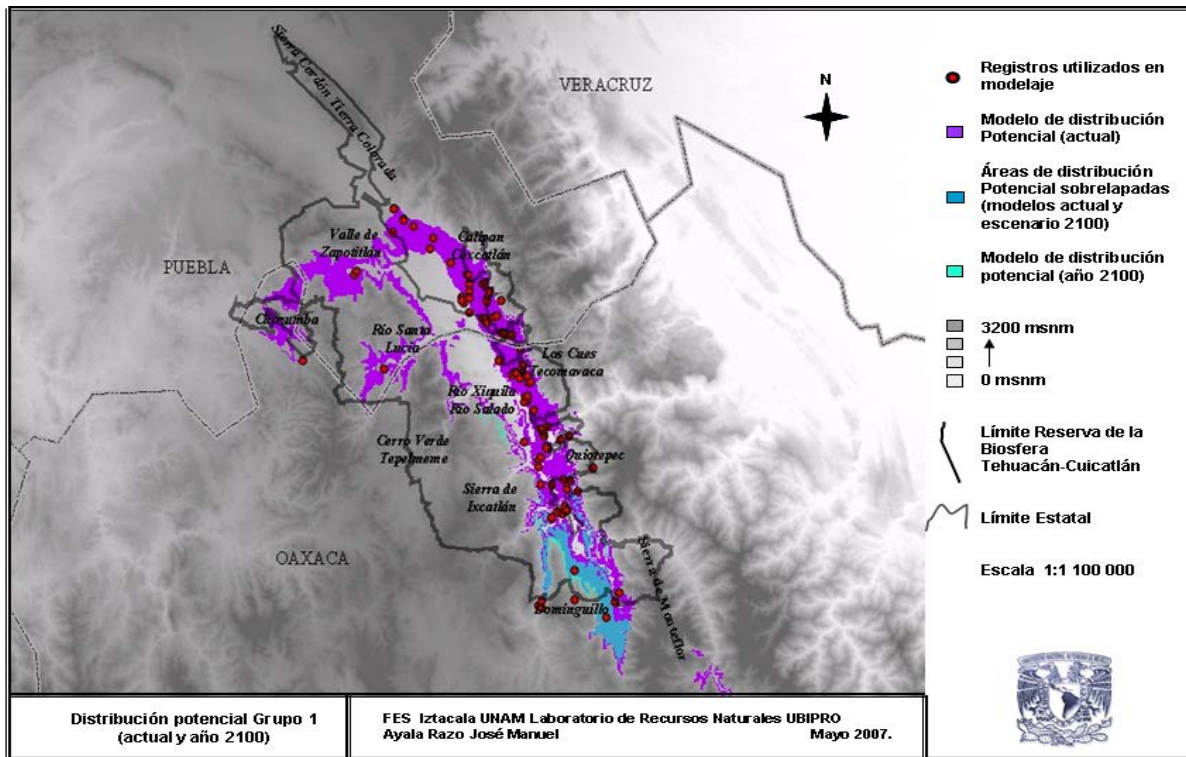 Sierra Cordón Tierra Colorada
VERACRUZ
N
Valle de
Zapotitlán
Calipan
Coxcatlán
PUEBLA
Chazumba
Río Santa
Lucía
Los Cues
Tecomavaca
Río Xiquila
Río Salado
Cerro Verde
Tepelmeme
Quiotepec
Sierra de
Ixcatlán
OAXACA
Dominguillo
Sierra de Monteflor
Registros utilizados en
modelaje
Modelo de distribución
Potencial (actual)
Áreas de distribución
Potencial sobrelapadas
(modelos actual y
escenario 2100)
Modelo de distribución
potencial (año 2100)
3200 msnm
0 msnm
Límite Reserva de la
Biosfera
Tehuacán-Cuicatlán
Límite Estatal
Escala 1:1 100 000
Distribución potencial Grupo 1
(actual y año 2100)
FES Iztacala UNAM Laboratorio de Recursos Naturales UBIPRO
Ayala Razo José Manuel Mayo 2007.